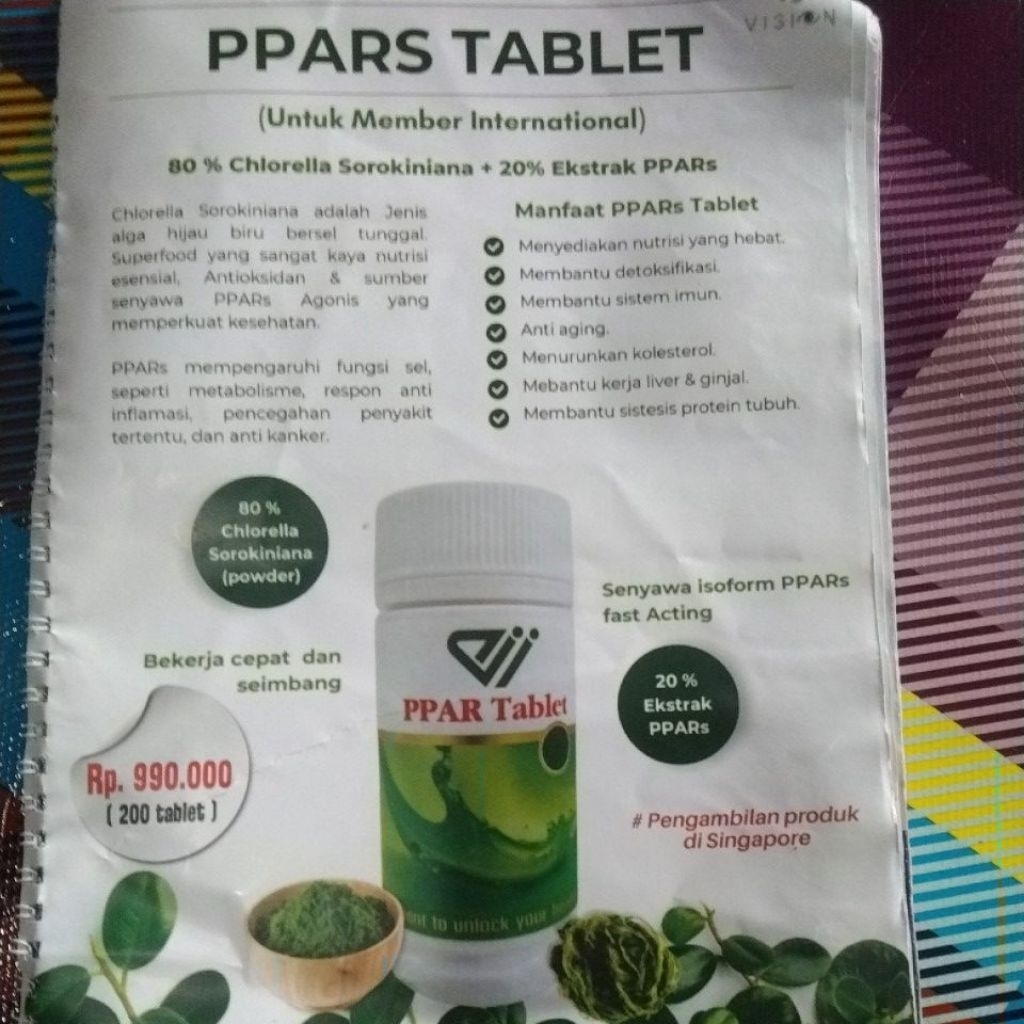 VISION
PPARS TABLET
(Untuk Member International)
80 % Chlorella Sorokiniana + 20% Ekstrak PPARs
Chlorella Sorokiniana adalah Jenis
alga hijau biru bersel tunggal.
Superfood yang sangat kaya nutrisi
esensial, Antioksidan & sumber
senyawa PPARs Agonis yang
memperkuat kesehatan.
PPARs mempengaruhi fungsi sel,
seperti metabolisme, respon anti
inflamasi, pencegahan penyakit
tertentu, dan anti kanker.
Manfaat PPARs Tablet
Menyediakan nutrisi yang hebat.
Membantu detoksifikasi.
Membantu sistem imun.
Anti aging.
Menurunkan kolesterol.
Mebantu kerja liver & ginjal.
Membantu sistesis protein tubuh.
80 %
Chlorella
Sorokiniana
(powder)
Bekerja cepat dan
seimbang
Rp. 990.000
( 200 tablet )
PPAR Tablet
to unlock your
Senyawa isoform PPARs
fast Acting
20 %
Ekstrak
PPARs
# Pengambilan produk
di Singapore